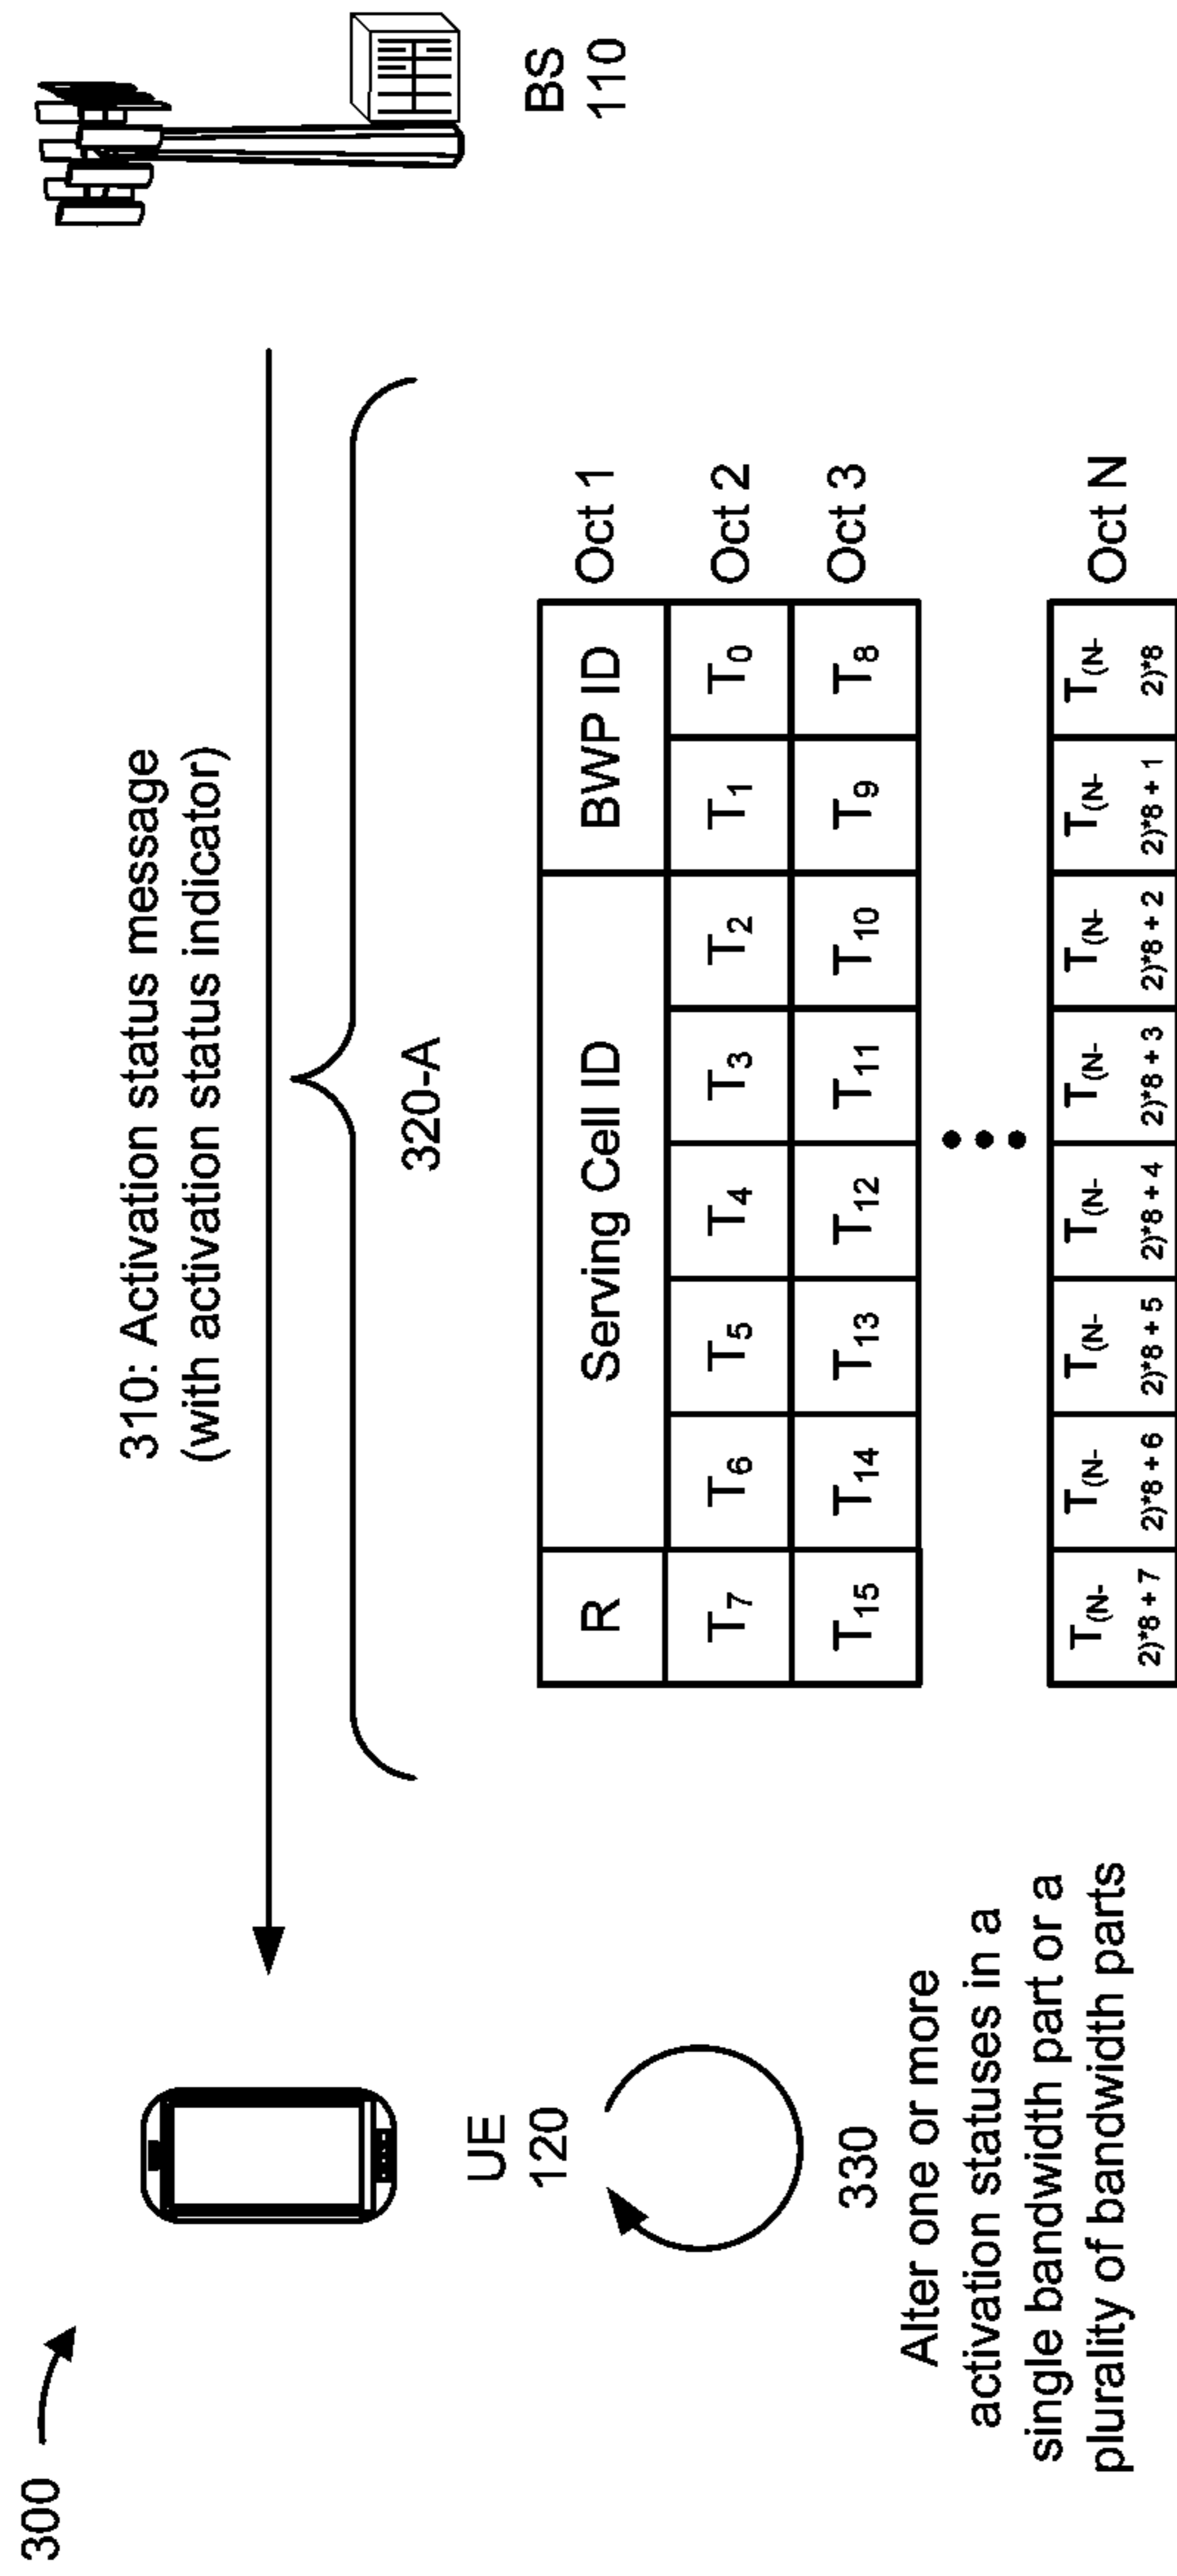 300
310: Activation status message
(with activation status indicator)
UE
120
BS
110
320-A
R Serving Cell ID BWP ID Oct 1
T7 T6 T5 T4 T3 T2 T1 T0 Oct 2
T15 T14 T13 T12 T11 T10 T9 T8 Oct 3
T(N- T(N- T(N- T(N- T(N- T(N- T(N- T(N- Oct N
2)*8 + 7 2)*8 + 6 2)*8 + 5 2)*8 + 4 2)*8 + 3 2)*8 + 2 2)*8 + 1 2)*8
330
Alter one or more
activation statuses in a
single bandwidth part or a
plurality of bandwidth parts